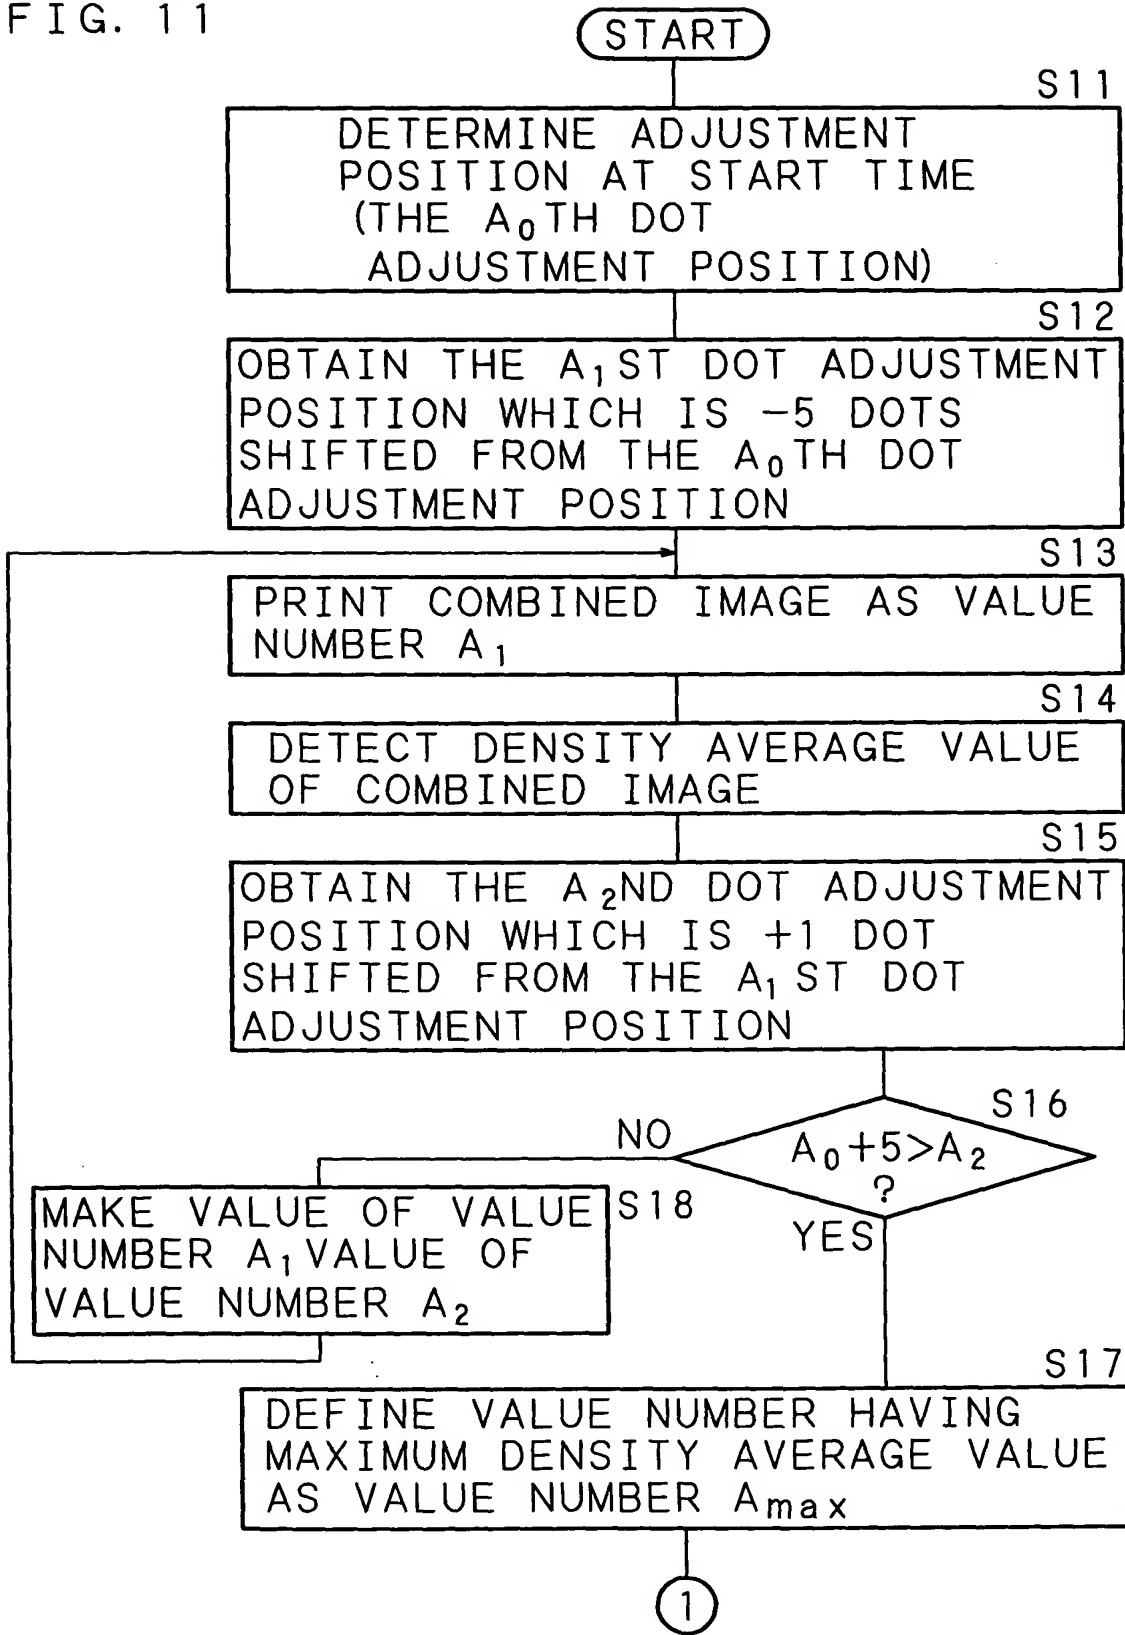 FIG. 11
START
S11
DETERMINE ADJUSTMENT
POSITION AT START TIME
(THE A₀TH DOT
ADJUSTMENT POSITION)
S12
OBTAIN THE A₁ST DOT ADJUSTMENT
POSITION WHICH IS −5 DOTS
SHIFTED FROM THE A₀TH DOT
ADJUSTMENT POSITION
S13
PRINT COMBINED IMAGE AS VALUE
NUMBER A₁
S14
DETECT DENSITY AVERAGE VALUE
OF COMBINED IMAGE
S15
OBTAIN THE A₂ND DOT ADJUSTMENT
POSITION WHICH IS +1 DOT
SHIFTED FROM THE A₁ST DOT
ADJUSTMENT POSITION
S16
A₀+5>A₂
?
NO
YES
S18
MAKE VALUE OF VALUE
NUMBER A₁ VALUE OF
VALUE NUMBER A₂
S17
DEFINE VALUE NUMBER HAVING
MAXIMUM DENSITY AVERAGE VALUE
AS VALUE NUMBER Amax
1